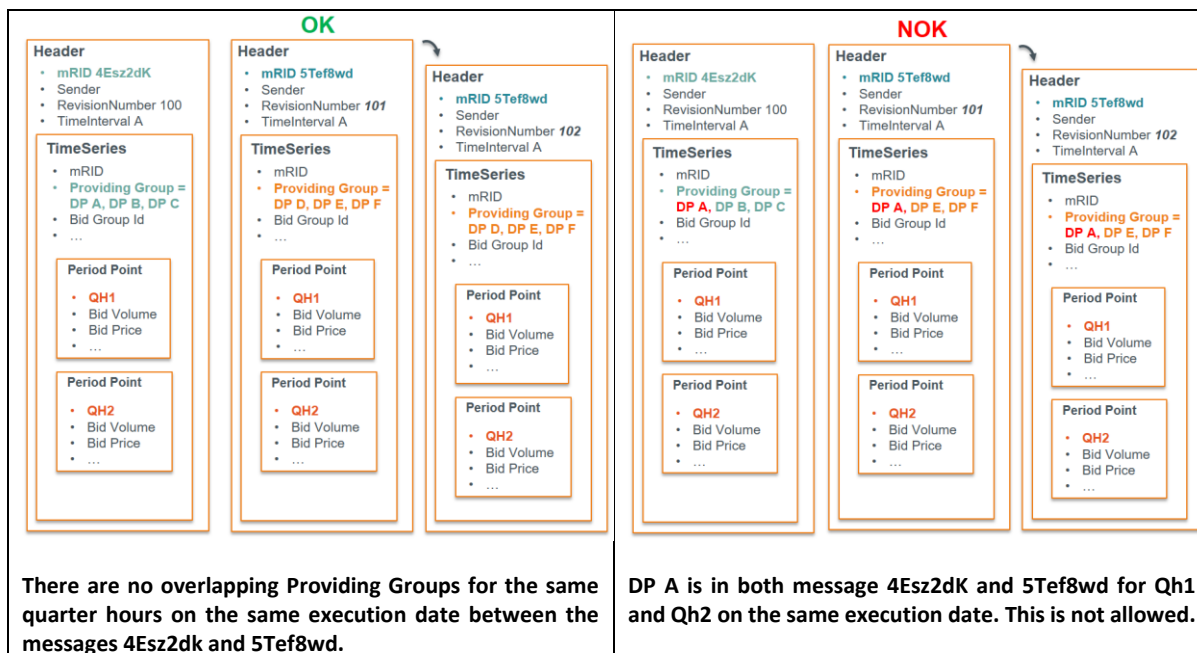 OK
Header
• mRID 4Esz2dK
• Sender
• RevisionNumber 100
• TimeInterval A
TimeSeries
• mRID
• Providing Group =
DP A, DP B, DP C
• Bid Group Id
• …
Period Point
• QH1
• Bid Volume
• Bid Price
• …
Period Point
• QH2
• Bid Volume
• Bid Price
• …
Header
• mRID 5Tef8wd
• Sender
• RevisionNumber 101
• TimeInterval A
TimeSeries
• mRID
• Providing Group =
DP D, DP E, DP F
• Bid Group Id
• …
Period Point
• QH1
• Bid Volume
• Bid Price
• …
Period Point
• QH2
• Bid Volume
• Bid Price
• …
Header
• mRID 5Tef8wd
• Sender
• RevisionNumber 102
• TimeInterval A
TimeSeries
• mRID
• Providing Group =
DP D, DP E, DP F
• Bid Group Id
• …
Period Point
• QH1
• Bid Volume
• Bid Price
• …
Period Point
• QH2
• Bid Volume
• Bid Price
• …
There are no overlapping Providing Groups for the same
quarter hours on the same execution date between the
messages 4Esz2dk and 5Tef8wd.
NOK
Header
• mRID 4Esz2dK
• Sender
• RevisionNumber 100
• TimeInterval A
TimeSeries
• mRID
• Providing Group =
DP A, DP B, DP C
• Bid Group Id
• …
Period Point
• QH1
• Bid Volume
• Bid Price
• …
Period Point
• QH2
• Bid Volume
• Bid Price
• …
Header
• mRID 5Tef8wd
• Sender
• RevisionNumber 101
• TimeInterval A
TimeSeries
• mRID
• Providing Group =
DP A, DP E, DP F
• Bid Group Id
• …
Period Point
• QH1
• Bid Volume
• Bid Price
• …
Period Point
• QH2
• Bid Volume
• Bid Price
• …
Header
• mRID 5Tef8wd
• Sender
• RevisionNumber 102
• TimeInterval A
TimeSeries
• mRID
• Providing Group =
DP A, DP E, DP F
• Bid Group Id
• …
Period Point
• QH1
• Bid Volume
• Bid Price
• …
Period Point
• QH2
• Bid Volume
• Bid Price
• …
DP A is in both message 4Esz2dK and 5Tef8wd for Qh1
and Qh2 on the same execution date. This is not allowed.